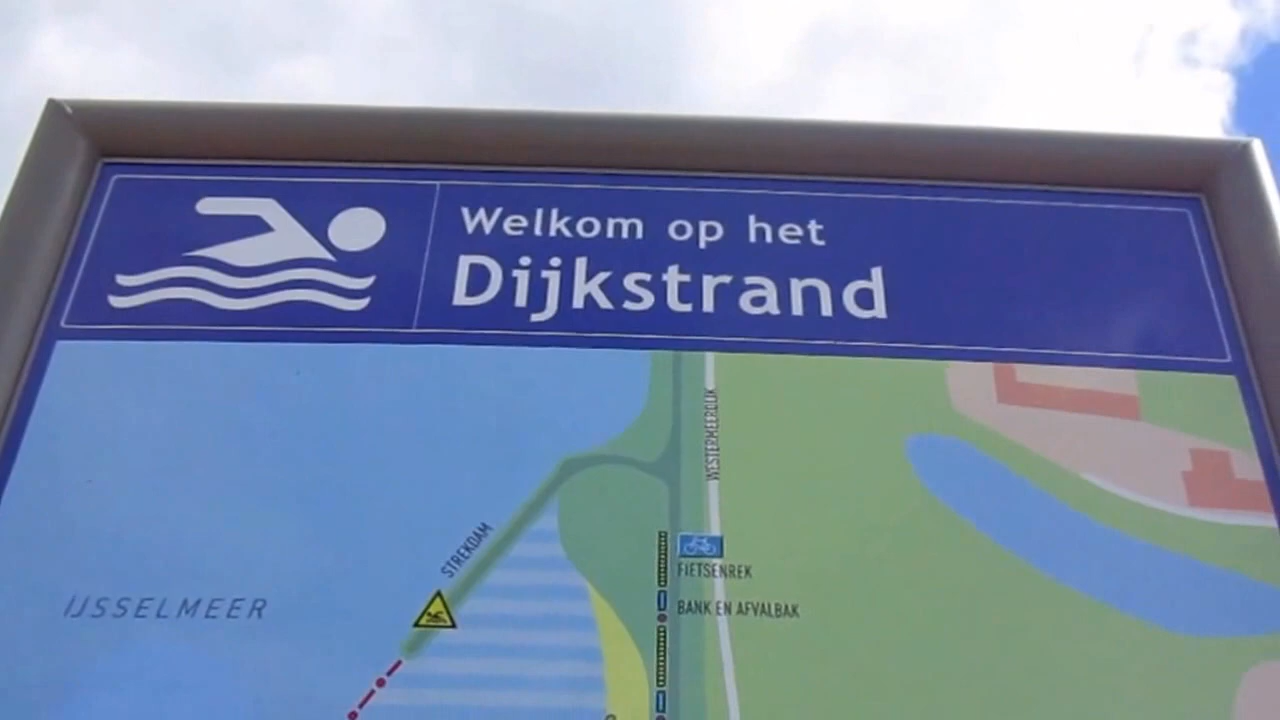 Welkom op het
Dijkstrand
WESTERMEERDIJK
STREKDAM
FIETSENREK
BANK EN AFVALBAK
IJSSELMEER